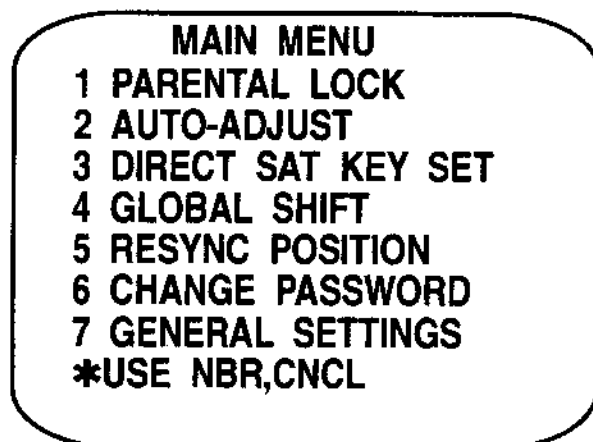 MAIN MENU
1 PARENTAL LOCK
2 AUTO-ADJUST
3 DIRECT SAT KEY SET
4 GLOBAL SHIFT
5 RESYNC POSITION
6 CHANGE PASSWORD
7 GENERAL SETTINGS
✱USE NBR,CNCL